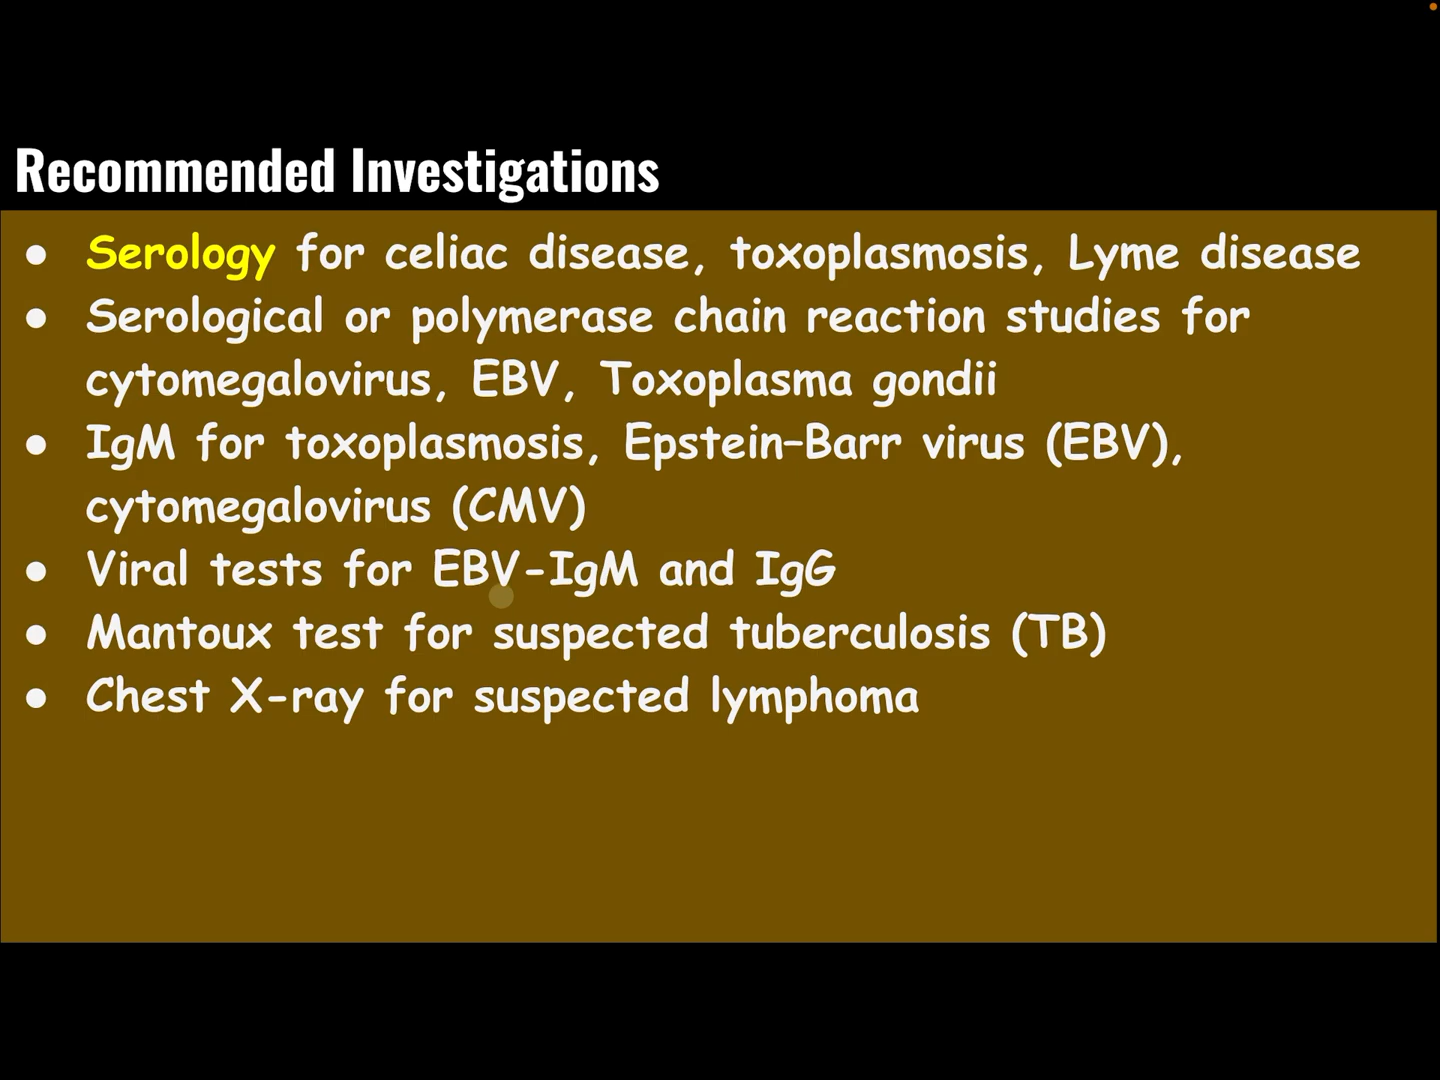 Recommended Investigations
● Serology for celiac disease, toxoplasmosis, Lyme disease
● Serological or polymerase chain reaction studies for
cytomegalovirus, EBV, Toxoplasma gondii
● IgM for toxoplasmosis, Epstein–Barr virus (EBV),
cytomegalovirus (CMV)
● Viral tests for EBV-IgM and IgG
● Mantoux test for suspected tuberculosis (TB)
● Chest X-ray for suspected lymphoma